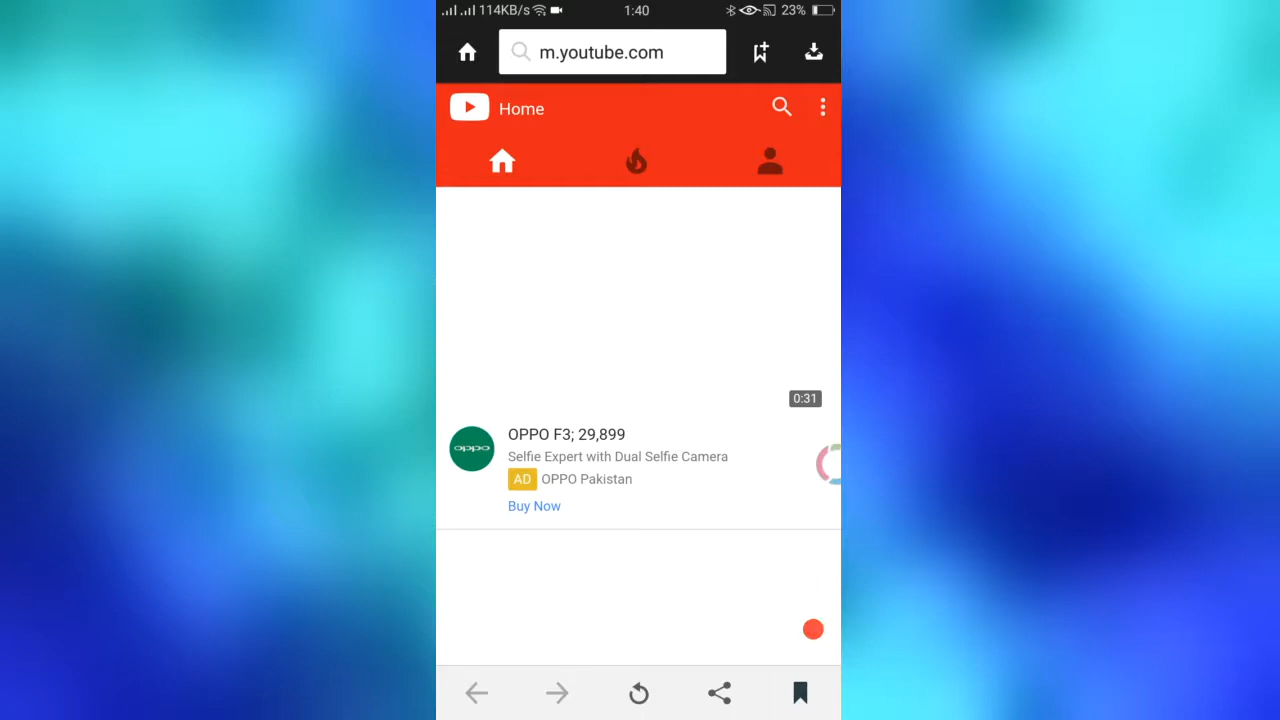 114KB/s 1:40 23%
m.youtube.com
Home
0:31
oppo
OPPO F3; 29,899
Selfie Expert with Dual Selfie Camera
AD OPPO Pakistan
Buy Now